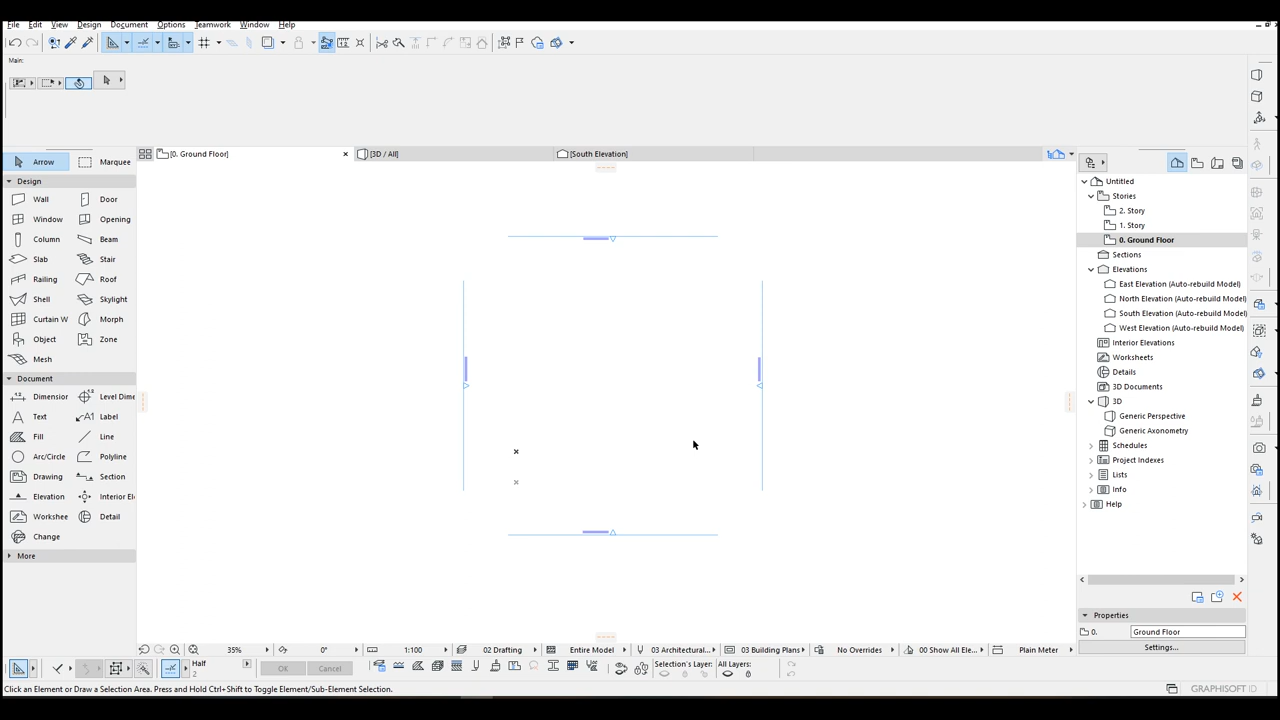 File Edit View Design Document Options Teamwork Window Help
Main:
[0. Ground Floor]
[3D / All]
[South Elevation]
Arrow Marquee
Design
Wall Door
Window Opening
Column Beam
Slab Stair
Railing Roof
Shell Skylight
Curtain W Morph
Object Zone
Mesh
Document
Dimensior Level Dime
Text Label
Fill Line
Arc/Circle Polyline
Drawing Section
Elevation Interior El
Workshee Detail
Change
More
Untitled
Stories
2. Story
1. Story
0. Ground Floor
Sections
Elevations
East Elevation (Auto-rebuild Model)
North Elevation (Auto-rebuild Model)
South Elevation (Auto-rebuild Model)
West Elevation (Auto-rebuild Model)
Interior Elevations
Worksheets
Details
3D Documents
3D
Generic Perspective
Generic Axonometry
Schedules
Project Indexes
Lists
Info
Help
Properties
0. Ground Floor
Settings...
35% 0° 1:100 02 Drafting Entire Model 03 Architectural... 03 Building Plans No Overrides 00 Show All Ele... Plain Meter
Half
2
OK Cancel
Selection's Layer: All Layers:
Click an Element or Draw a Selection Area. Press and Hold Ctrl+Shift to Toggle Element/Sub-Element Selection.
GRAPHISOFT ID